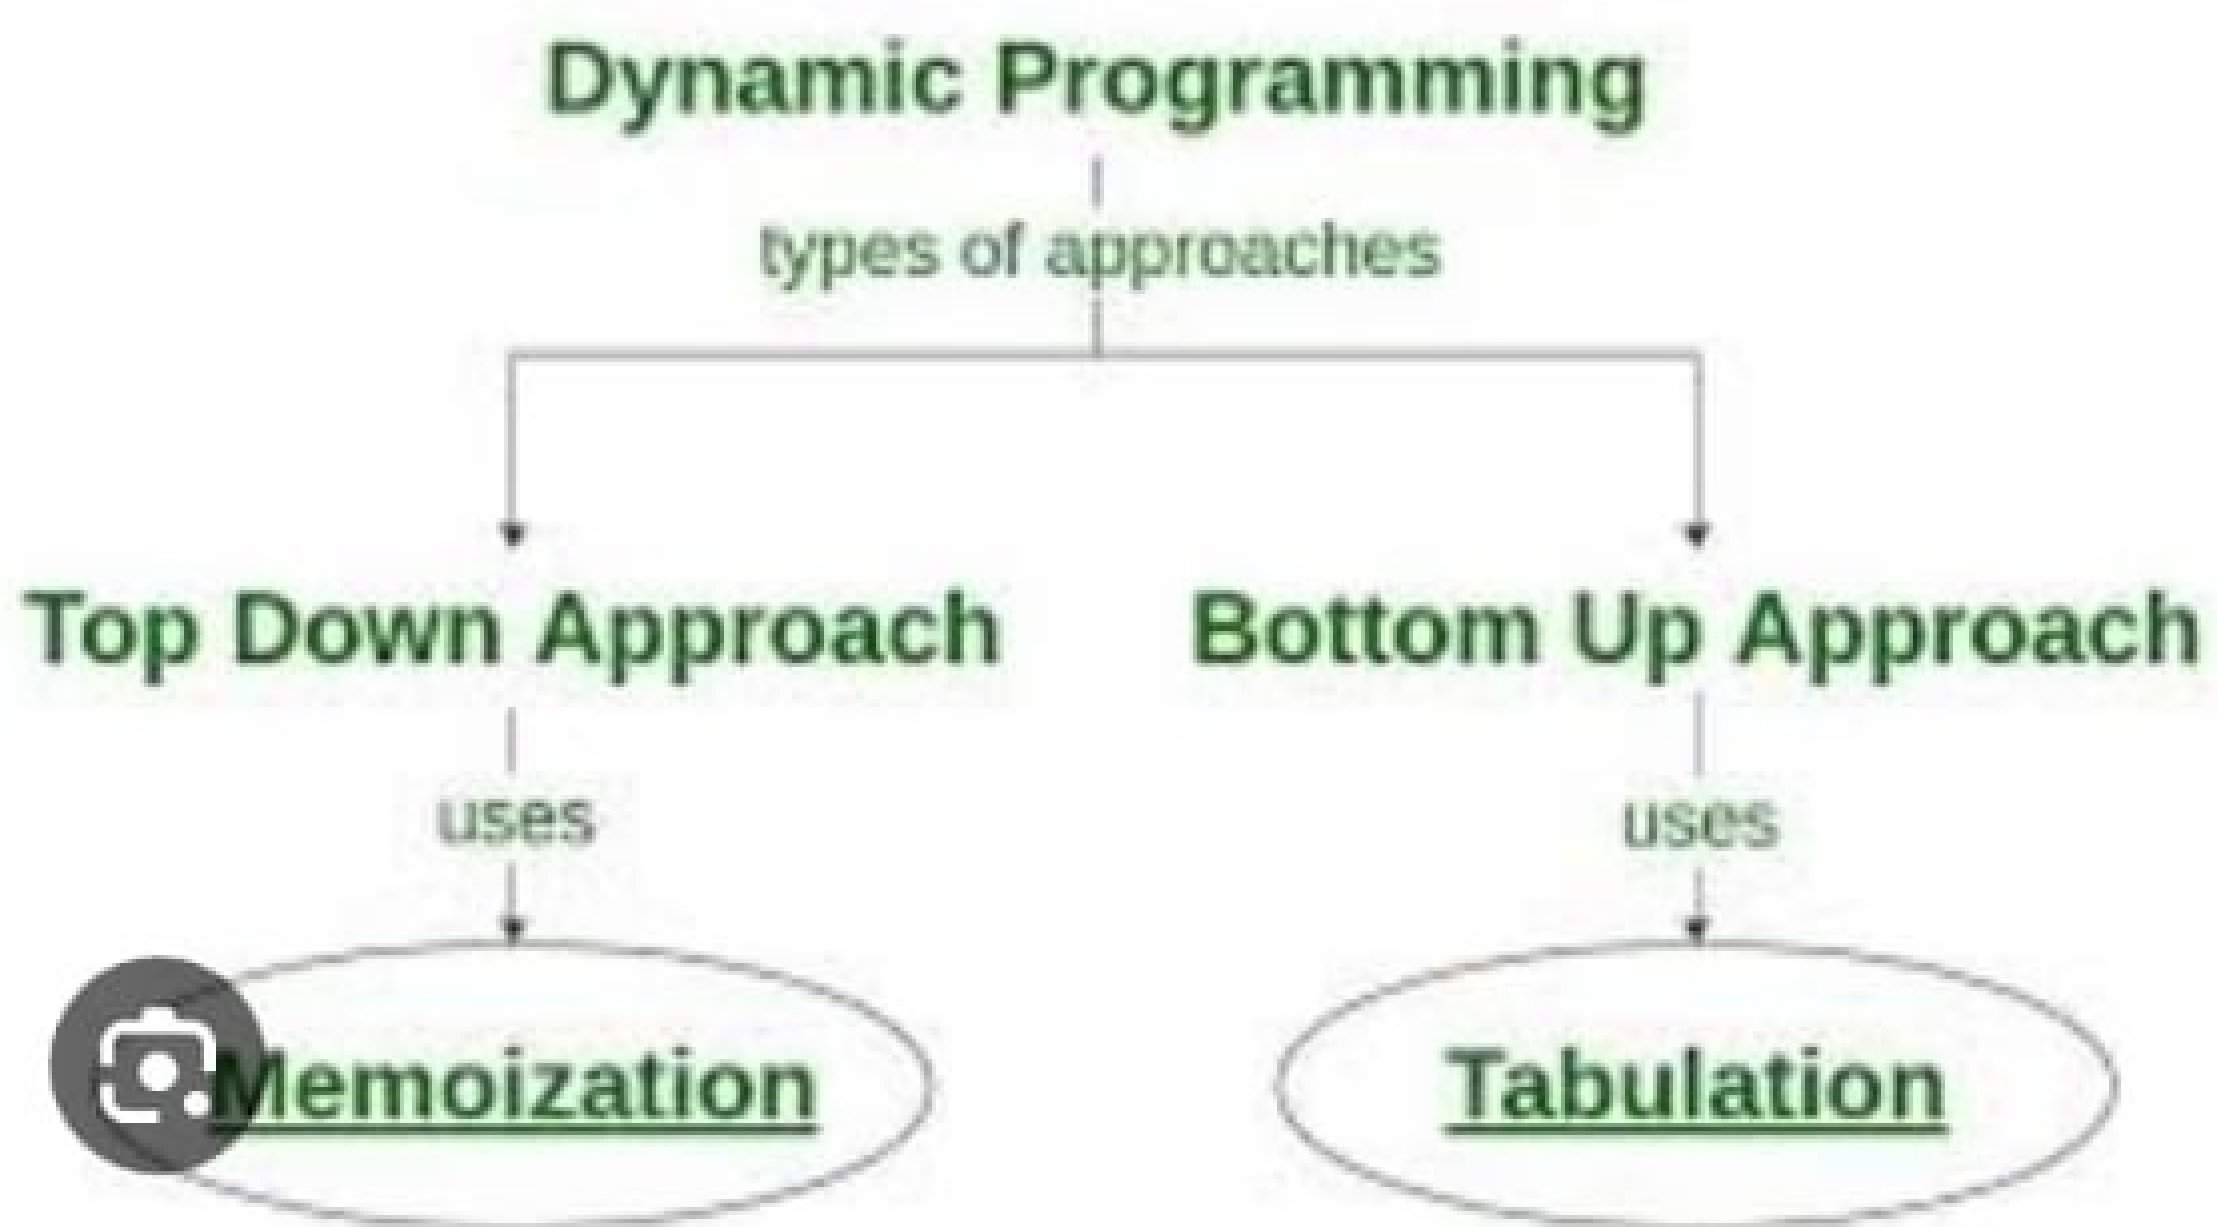 Dynamic Programming
types of approaches
Top Down Approach
Bottom Up Approach
uses
uses
Memoization
Tabulation